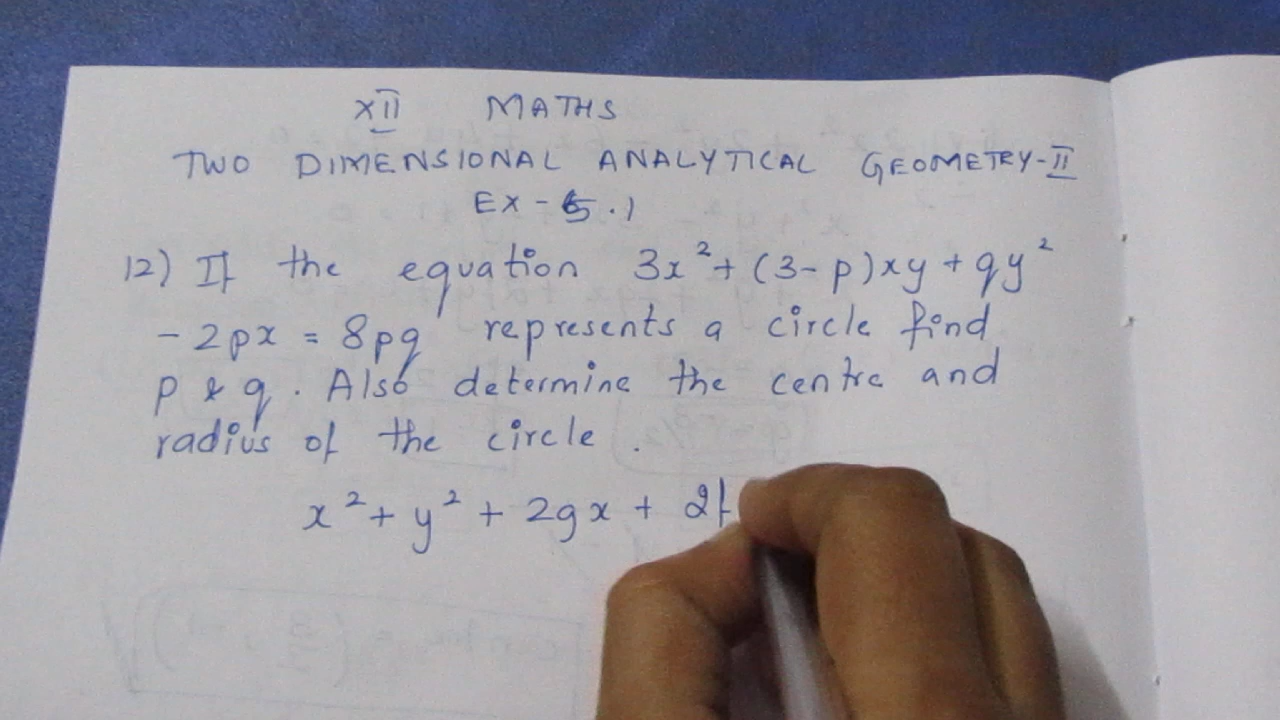 XII MATHS
TWO DIMENSIONAL ANALYTICAL GEOMETRY-II
EX - 5.1
12) If the equation 3x² + (3-p)xy + qy²
- 2px = 8pq represents a circle find
p & q. Also determine the centre and
radius of the circle.
x² + y² + 2gx + 2f